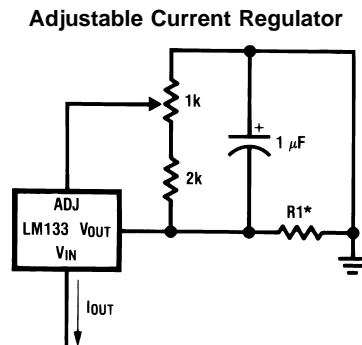 Adjustable Current Regulator
1k
+
1 μF
2k
R1*
ADJ
LM133 VOUT
VIN
IOUT